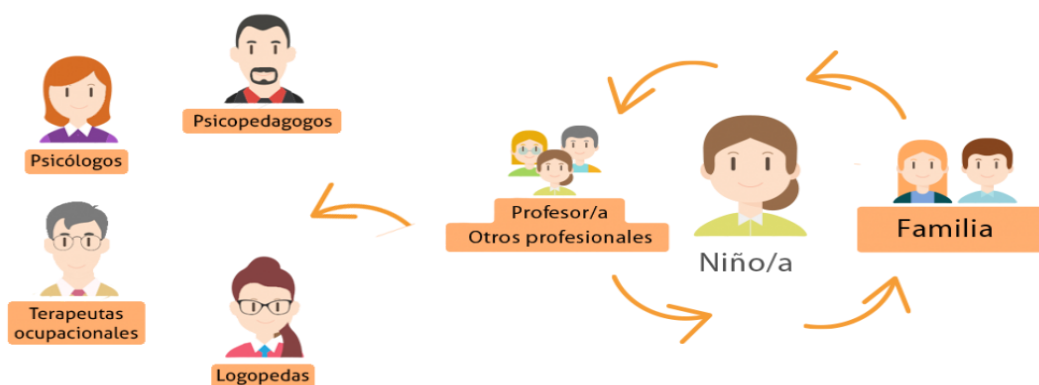 Psicopedagogos
Psicólogos
Terapeutas
ocupacionales
Logopedas
Profesor/a
Otros profesionales
Niño/a
Familia